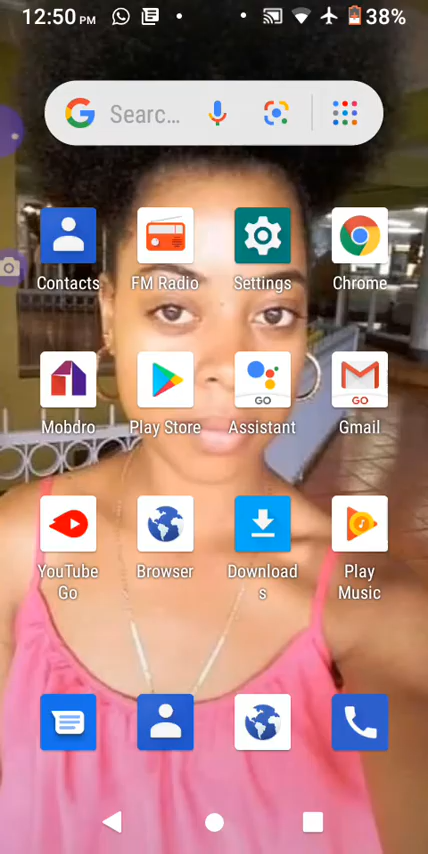 12:50 PM 38%
G Searc...
Contacts FM Radio Settings Chrome
Mobdro Play Store Assistant Gmail
GO GO
YouTube Go Browser Downloads Play Music